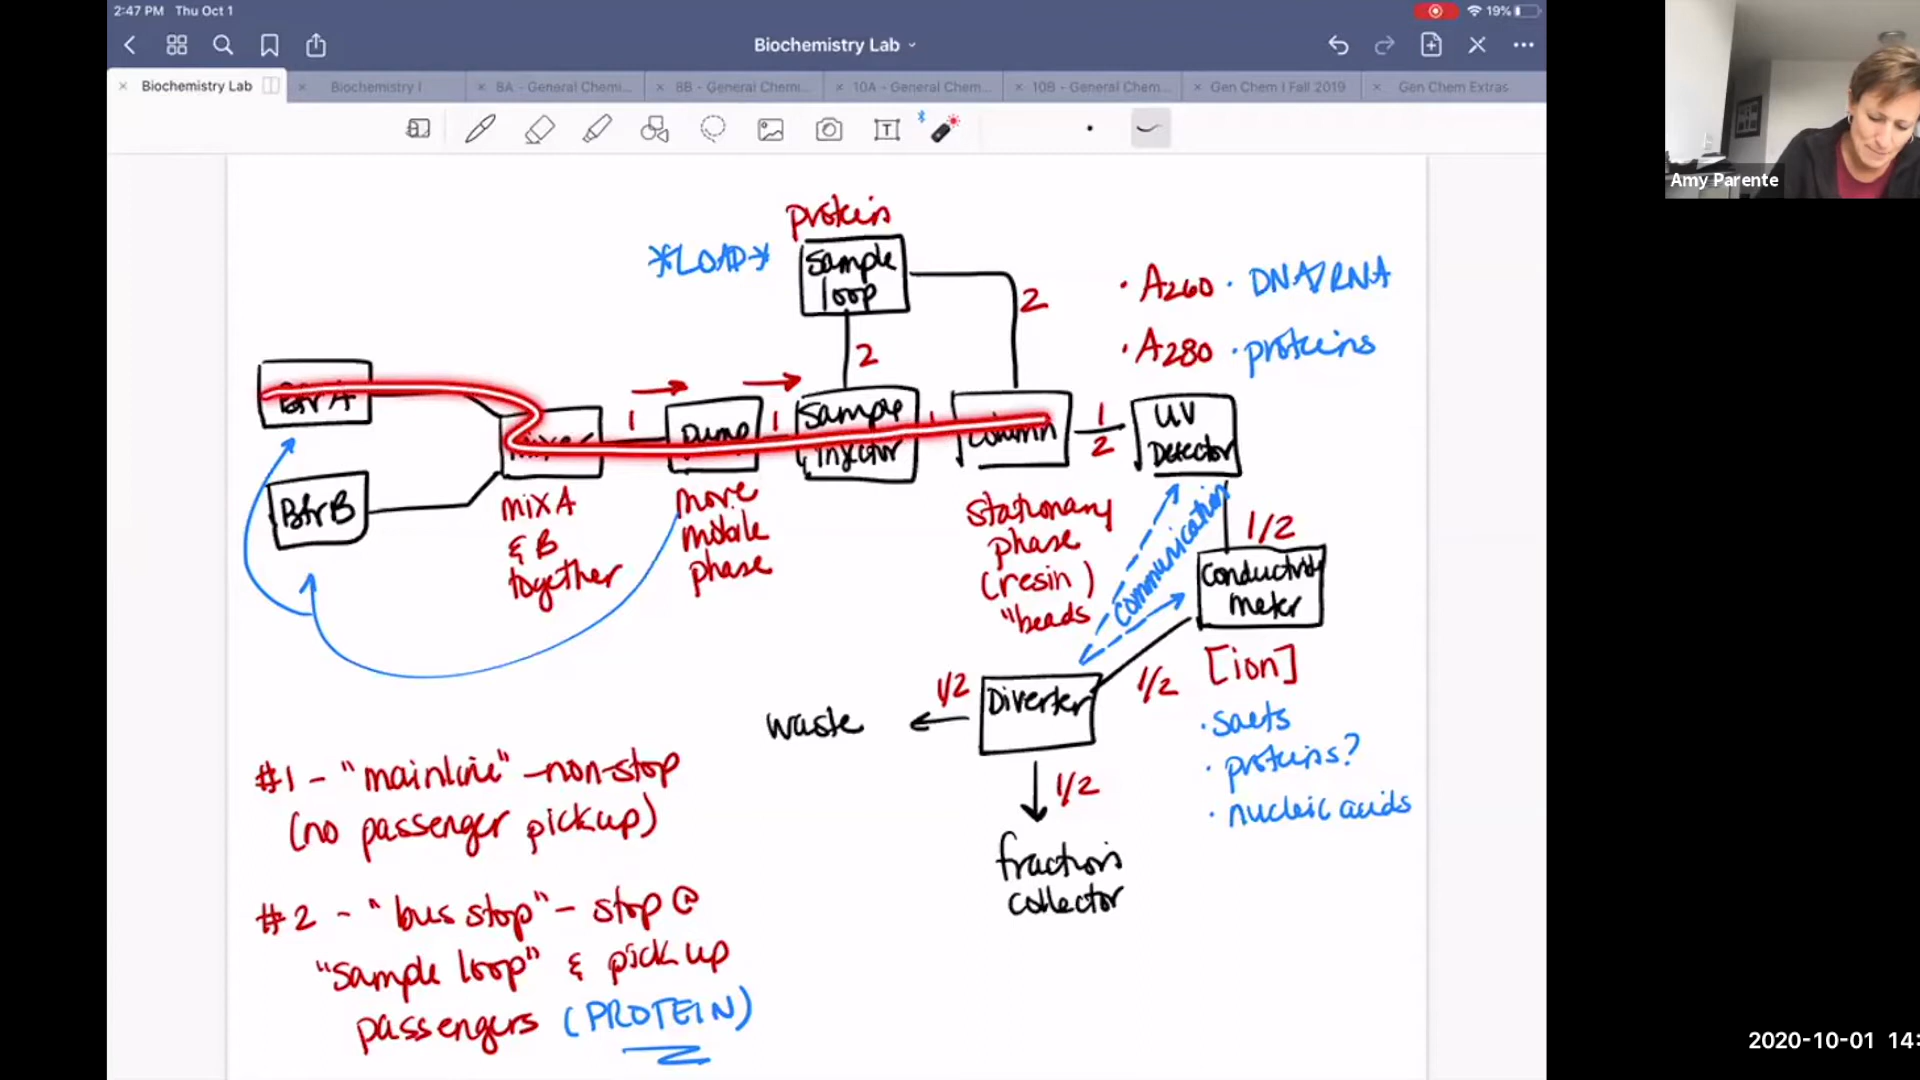 2:47 PM Thu Oct 1
19%
Biochemistry Lab
Biochemistry Lab
Biochemistry I
8A - General Chemi...
8B - General Chemi...
10A - General Chem...
10B - General Chem...
Gen Chem I Fall 2019
Gen Chem Extras
Amy Parente
protein
*LOAD*
sample
loop
2
2
• A260 • DNA/RNA
• A280 • proteins
Bfr A
Bfr B
mixer
1
Pump
1
Sample
injector
1
column
1
2
UV
Detector
mix A
& B
together
move
mobile
phase
stationary
phase
(resin)
"beads
communication
1/2
conductivity
meter
1/2
[ion]
• salts
• proteins?
• nucleic acids
Diverter
1/2
waste
1/2
fraction
collector
#1 - "mainline" - non-stop
(no passenger pickup)
#2 - "bus stop" - stop @
"sample loop" & pick up
passengers (PROTEIN)
2020-10-01 14: